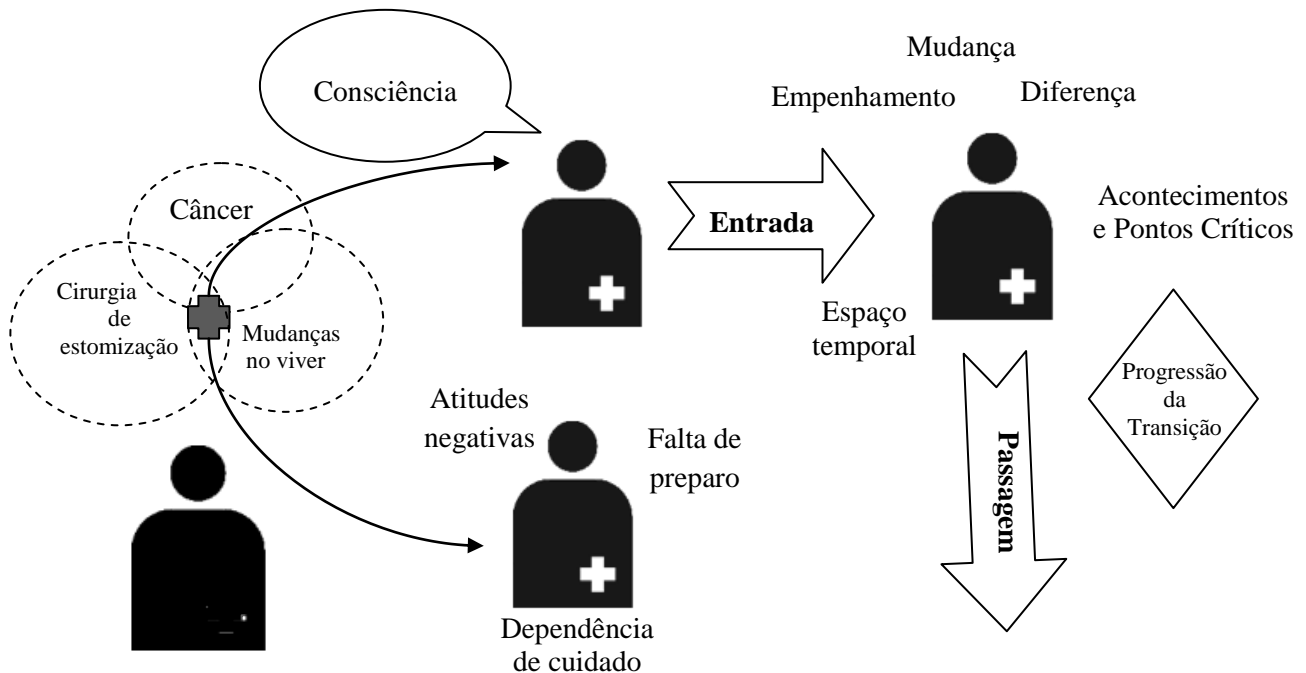 Mudança
Empenhamento
Diferença
Consciência
Câncer
Cirurgia
de
estomização
Mudanças
no viver
Entrada
Acontecimentos
e Pontos Críticos
Espaço
temporal
Progressão
da
Transição
Passagem
Atitudes
negativas
Falta de
preparo
Dependência
de cuidado